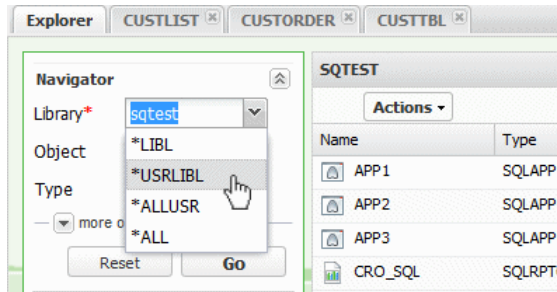 Explorer CUSTLIST CUSTORDER CUSTTBL
Navigator
Library* sqtest
*LIBL
Object
*USRLIBL
Type
*ALLUSR
more o
*ALL
Reset Go
SQTEST
Actions
Name Type
APP1 SQLAPP
APP2 SQLAPP
APP3 SQLAPP
CRO_SQL SQLRPT